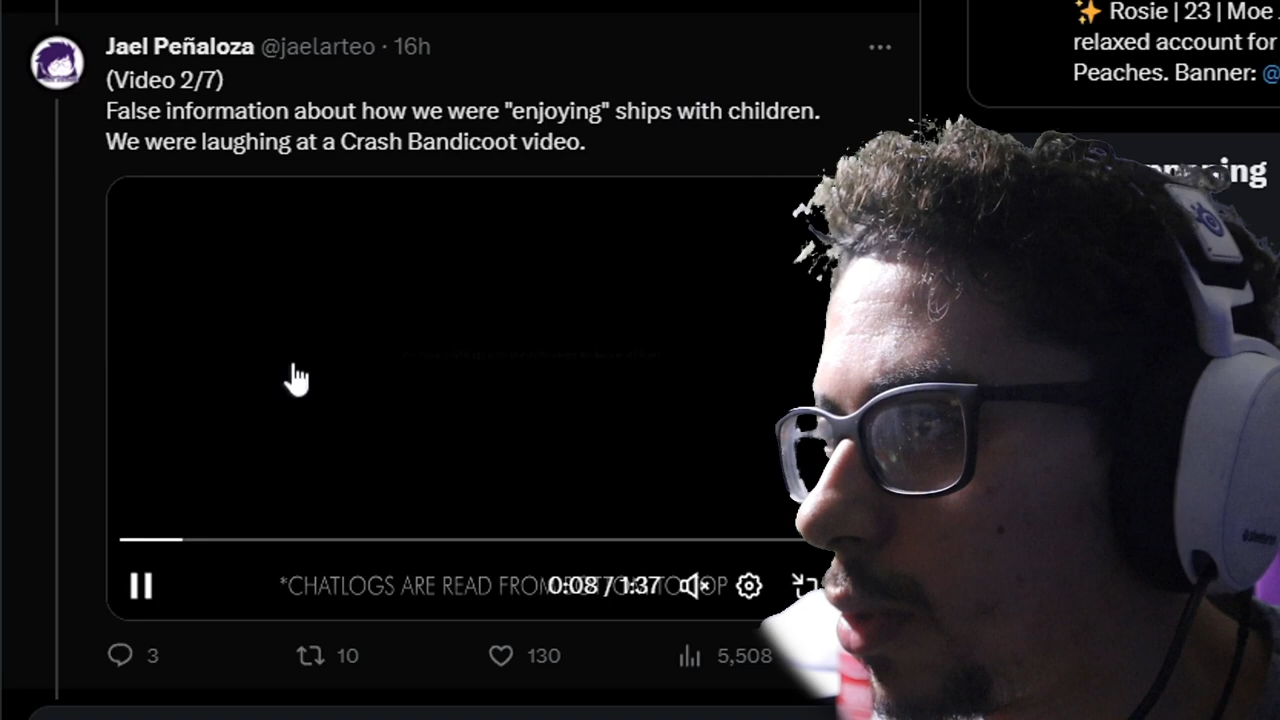 Jael Peñaloza @jaelarteo · 16h
(Video 2/7)
False information about how we were "enjoying" ships with children.
We were laughing at a Crash Bandicoot video.
*CHATLOGS ARE READ FROM
0:08 / 1:37
3
10
130
5,508
✨ Rosie | 23 | Moe
relaxed account for
Peaches. Banner: @